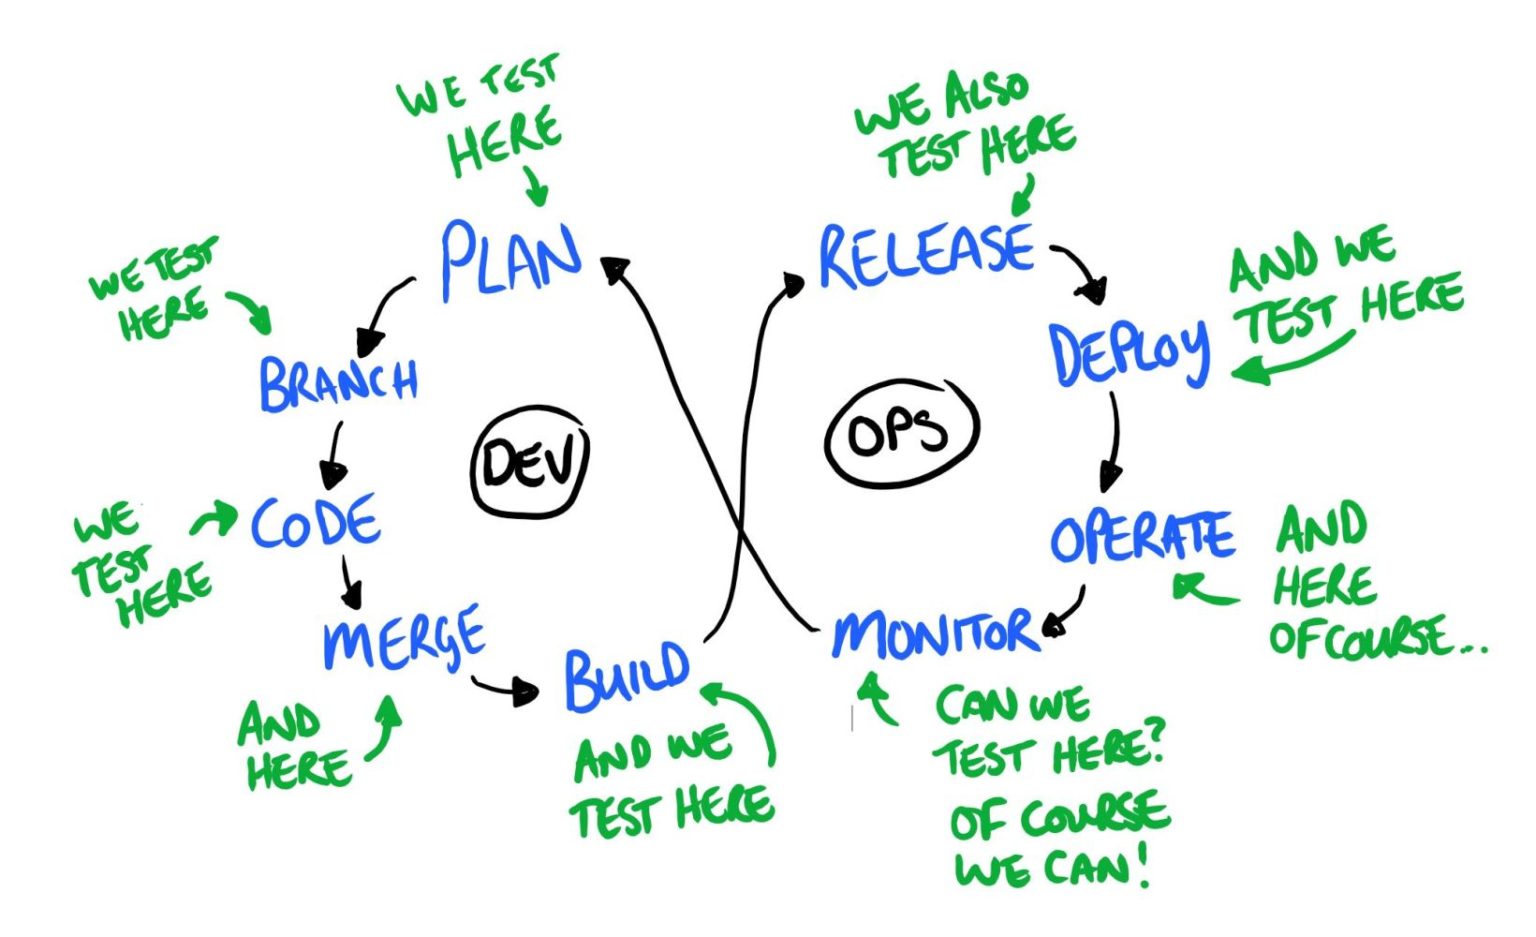 WE TEST
HERE
WE ALSO
TEST HERE
PLAN
RELEASE
WE TEST
HERE
AND WE
TEST HERE
BRANCH
DEPLOY
DEV
OPS
WE
TEST
HERE
CODE
OPERATE
AND
HERE
OFCOURSE...
MERGE
MONITOR
BUILD
AND
HERE
AND WE
TEST HERE
CAN WE
TEST HERE?
OF COURSE
WE CAN!